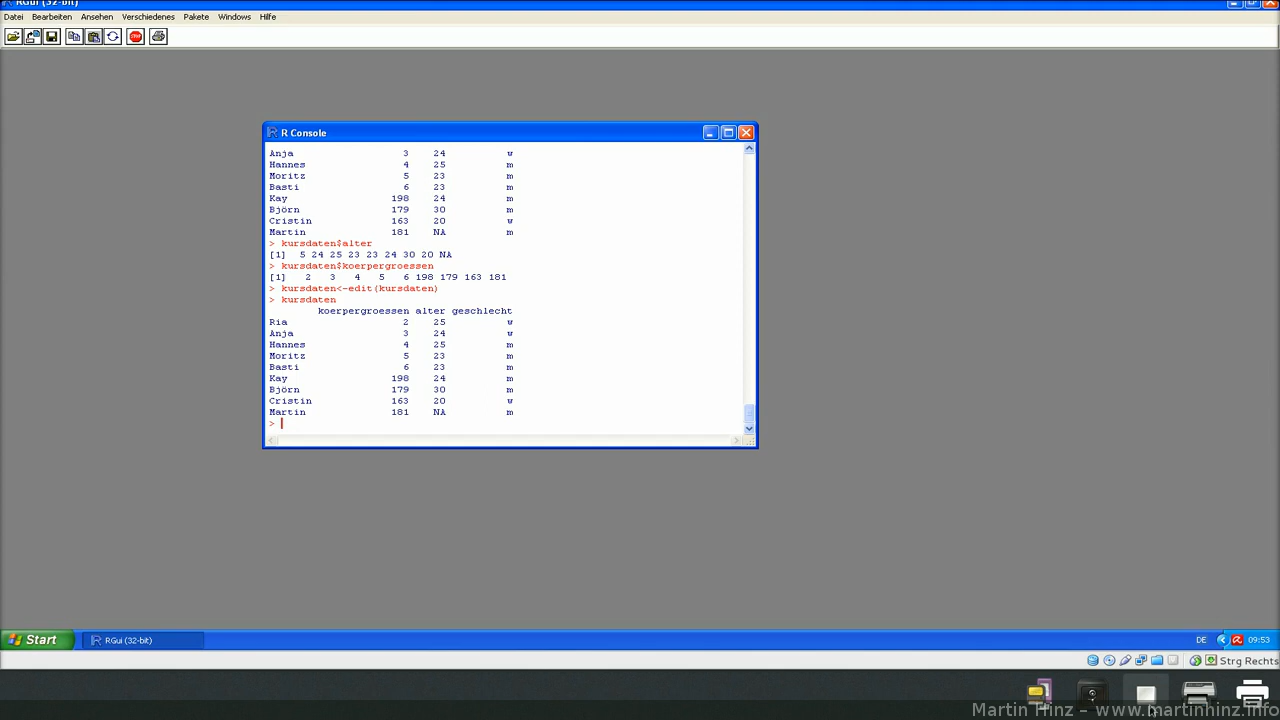 RGui (32-bit)
Datei Bearbeiten Ansehen Verschiedenes Pakete Windows Hilfe
STOP
R Console
Anja 3 24 w
Hannes 4 25 m
Moritz 5 23 m
Basti 6 23 m
Kay 198 24 m
Björn 179 30 m
Cristin 163 20 w
Martin 181 NA m
> kursdaten$alter
[1] 5 24 25 23 23 24 30 20 NA
> kursdaten$koerpergroessen
[1] 2 3 4 5 6 198 179 163 181
> kursdaten<-edit(kursdaten)
> kursdaten
koerpergroessen alter geschlecht
Ria 2 25 w
Anja 3 24 w
Hannes 4 25 m
Moritz 5 23 m
Basti 6 23 m
Kay 198 24 m
Björn 179 30 m
Cristin 163 20 w
Martin 181 NA m
>
Start RGui (32-bit) DE 09:53
Strg Rechts
Martin Hinz - www.martinhinz.info